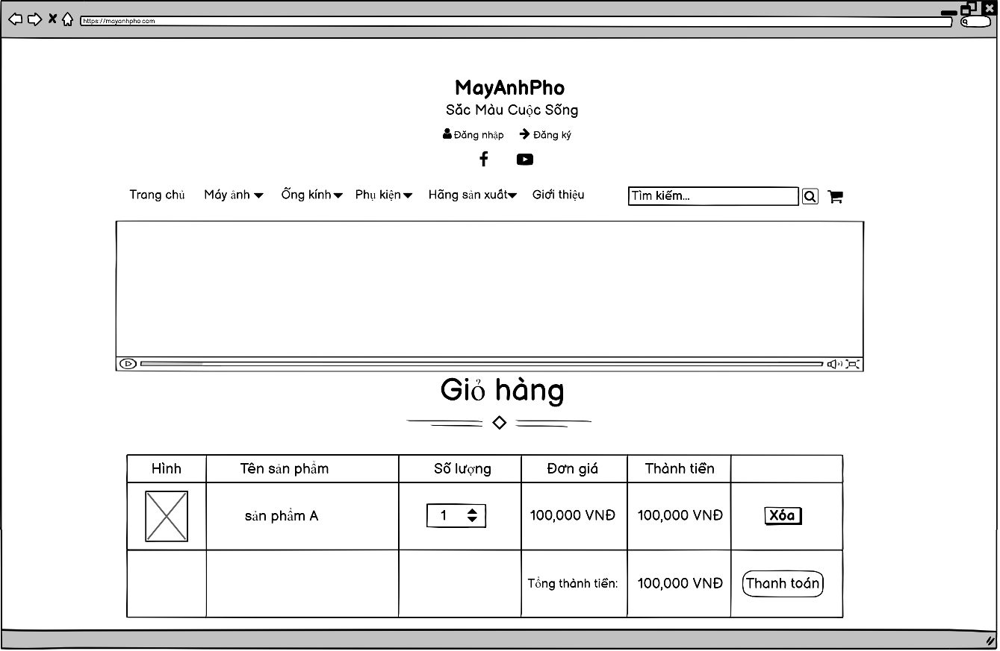 https://mayanhpho.com
MayAnhPho
Sắc Màu Cuộc Sống
Đăng nhập Đăng ký
Trang chủ Máy ảnh Ống kính Phụ kiện Hãng sản xuất Giới thiệu Tìm kiếm...
Giỏ hàng
Hình Tên sản phẩm Số lượng Đơn giá Thành tiền
sản phẩm A 1 100,000 VNĐ 100,000 VNĐ Xóa
Tổng thành tiền: 100,000 VNĐ Thanh toán